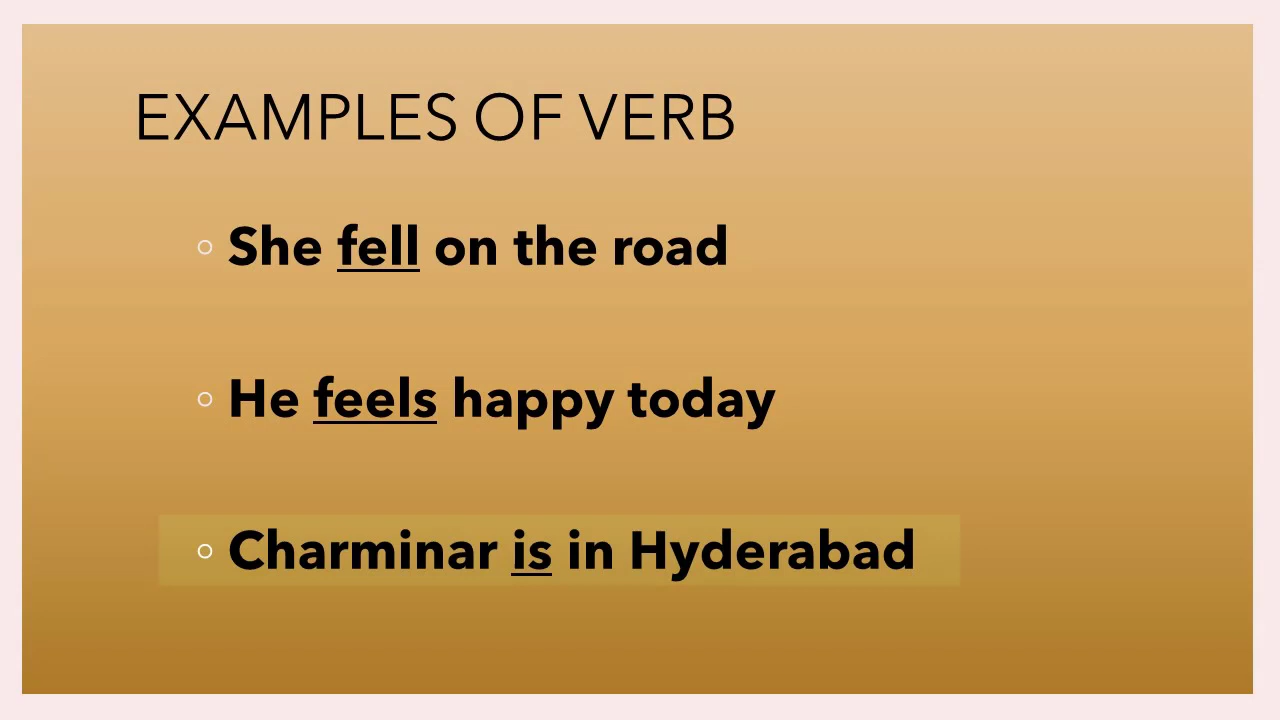 EXAMPLES OF VERB
She fell on the road
He feels happy today
Charminar is in Hyderabad